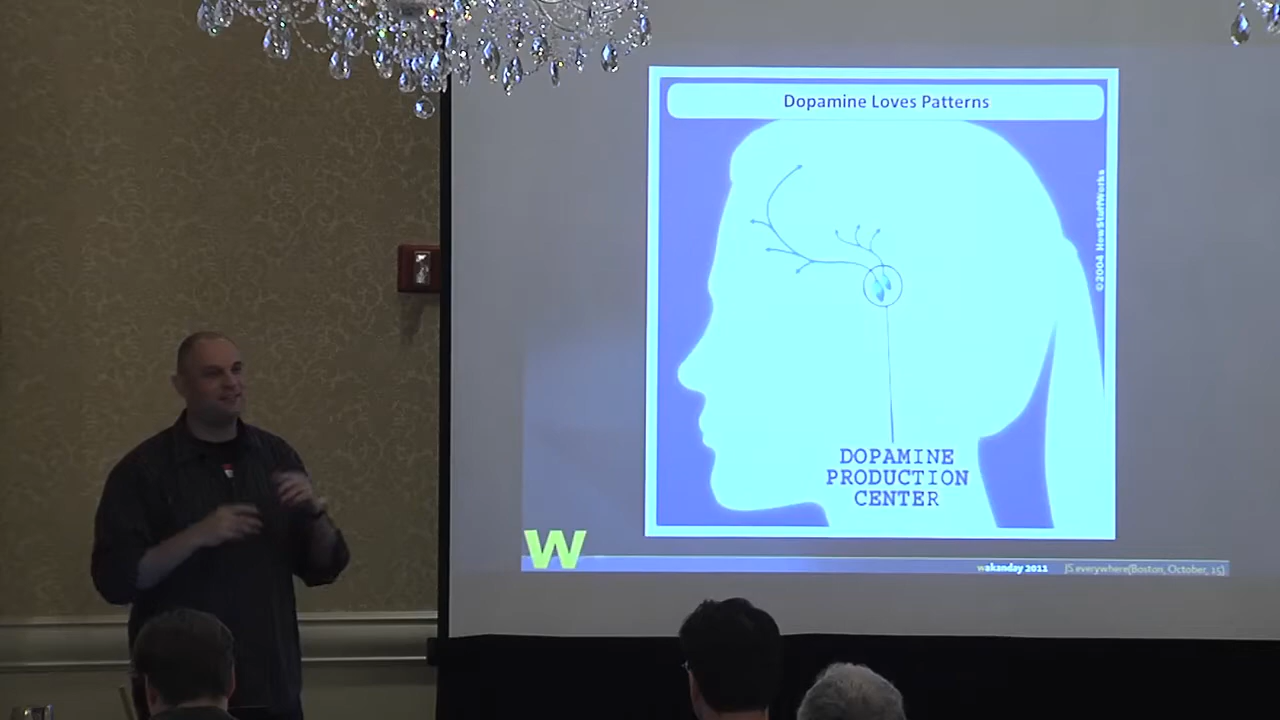 Dopamine Loves Patterns
©2004 HowStuffWorks
DOPAMINE
PRODUCTION
CENTER
W
wakanday 2011 JS.everywhere(Boston, October, 15)